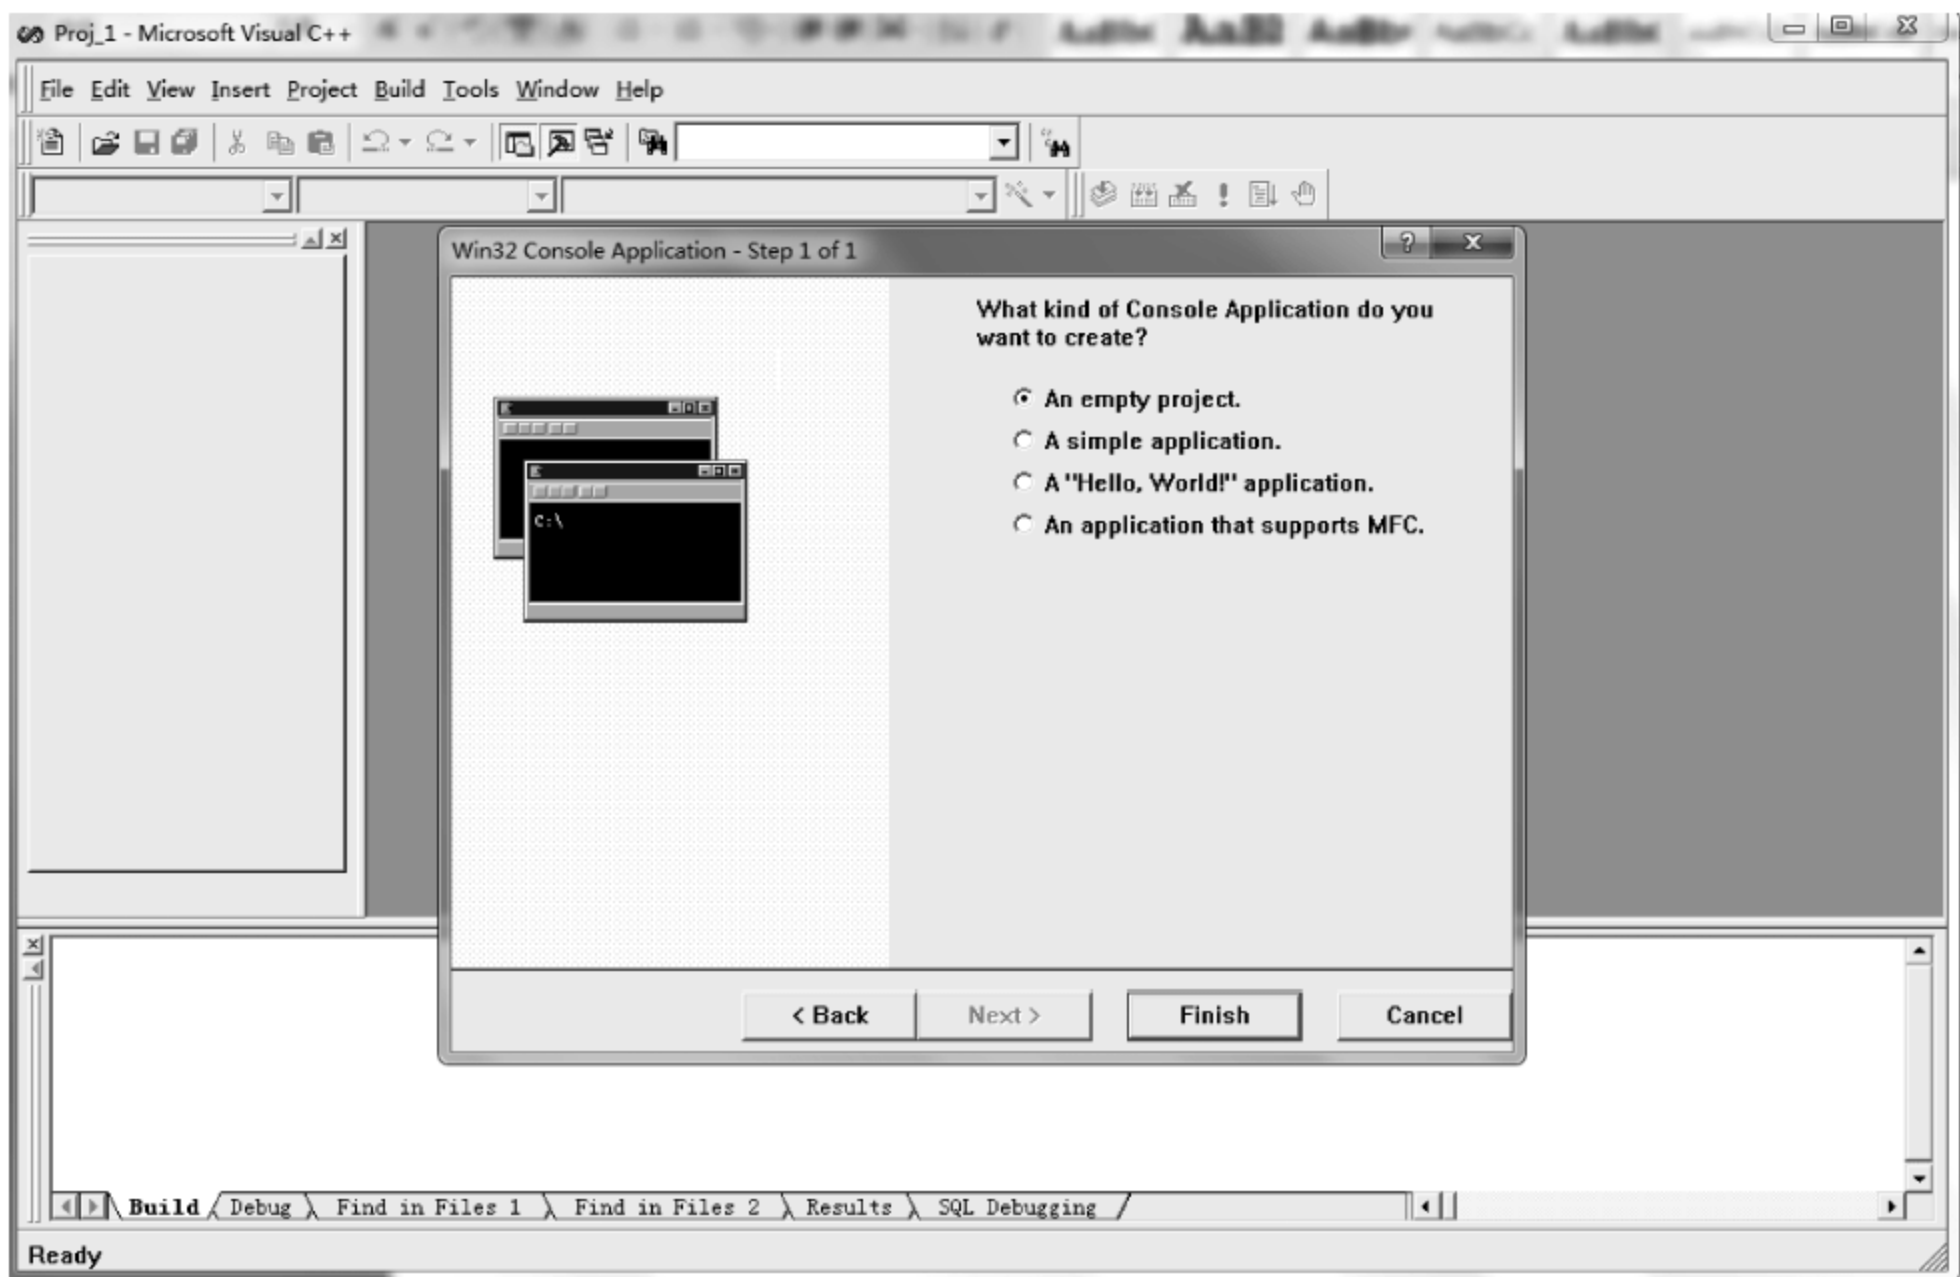 Proj_1 - Microsoft Visual C++
File Edit View Insert Project Build Tools Window Help
Win32 Console Application - Step 1 of 1
What kind of Console Application do you
want to create?
An empty project.
A simple application.
A "Hello, World!" application.
An application that supports MFC.
C:\
< Back Next > Finish Cancel
Build Debug Find in Files 1 Find in Files 2 Results SQL Debugging
Ready